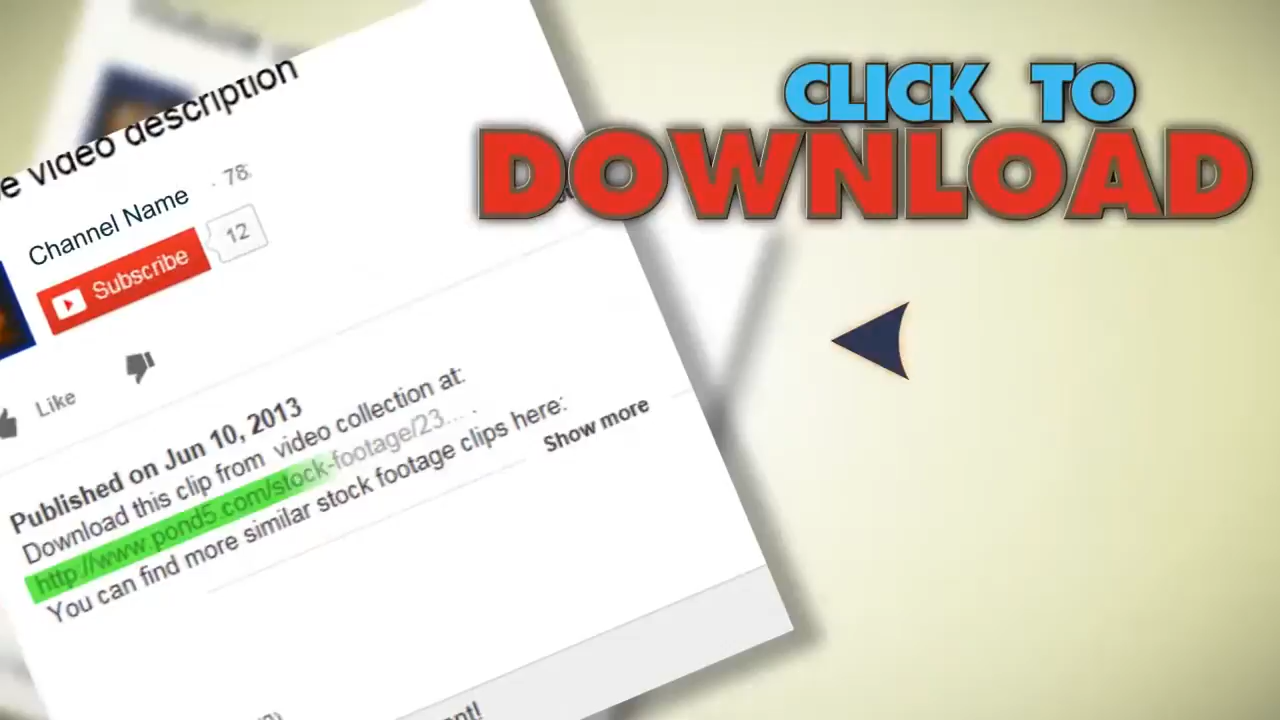 CLICK TO
DOWNLOAD
e video description
Channel Name
78
Subscribe
12
Like
Published on Jun 10, 2013
Download this clip from video collection at:
http://www.pond5.com/stock-footage/23...
You can find more similar stock footage clips here:
Show more